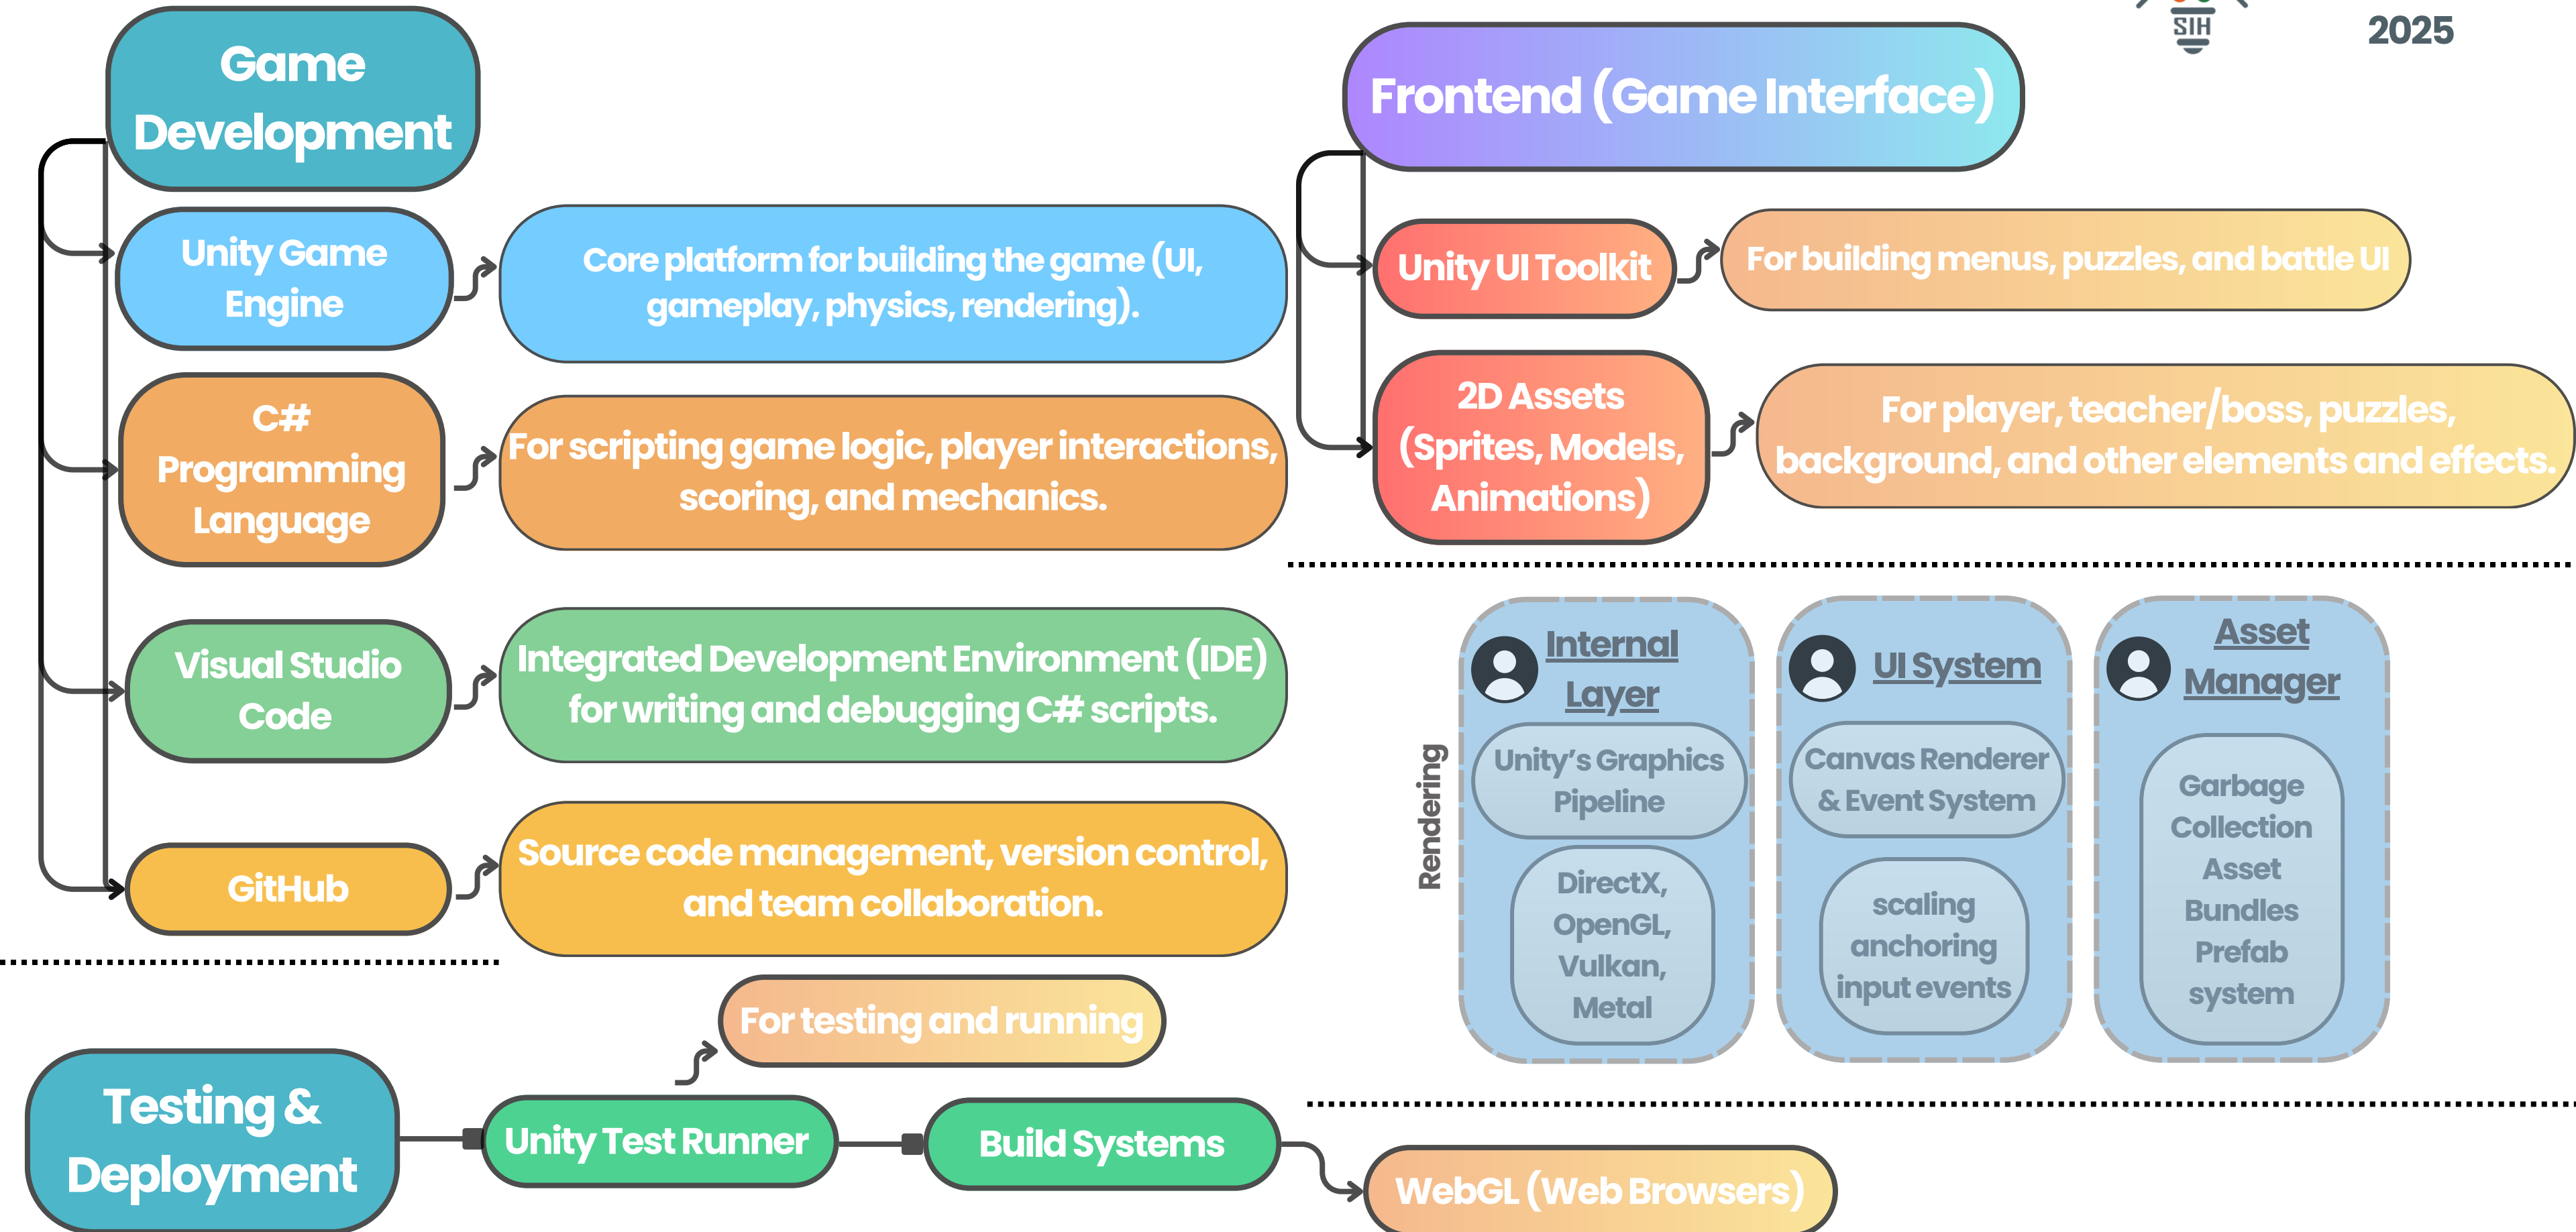 SIH
2025
Game
Development
Unity Game
Engine
Core platform for building the game (UI,
gameplay, physics, rendering).
C#
Programming
Language
For scripting game logic, player interactions,
scoring, and mechanics.
Visual Studio
Code
Integrated Development Environment (IDE)
for writing and debugging C# scripts.
GitHub
Source code management, version control,
and team collaboration.
Frontend (Game Interface)
Unity UI Toolkit
For building menus, puzzles, and battle UI
2D Assets
(Sprites, Models,
Animations)
For player, teacher/boss, puzzles,
background, and other elements and effects.
Rendering
Internal
Layer
Unity's Graphics
Pipeline
DirectX,
OpenGL,
Vulkan,
Metal
UI System
Canvas Renderer
& Event System
scaling
anchoring
input events
Asset
Manager
Garbage
Collection
Asset
Bundles
Prefab
system
Testing &
Deployment
Unity Test Runner
For testing and running
Build Systems
WebGL (Web Browsers)